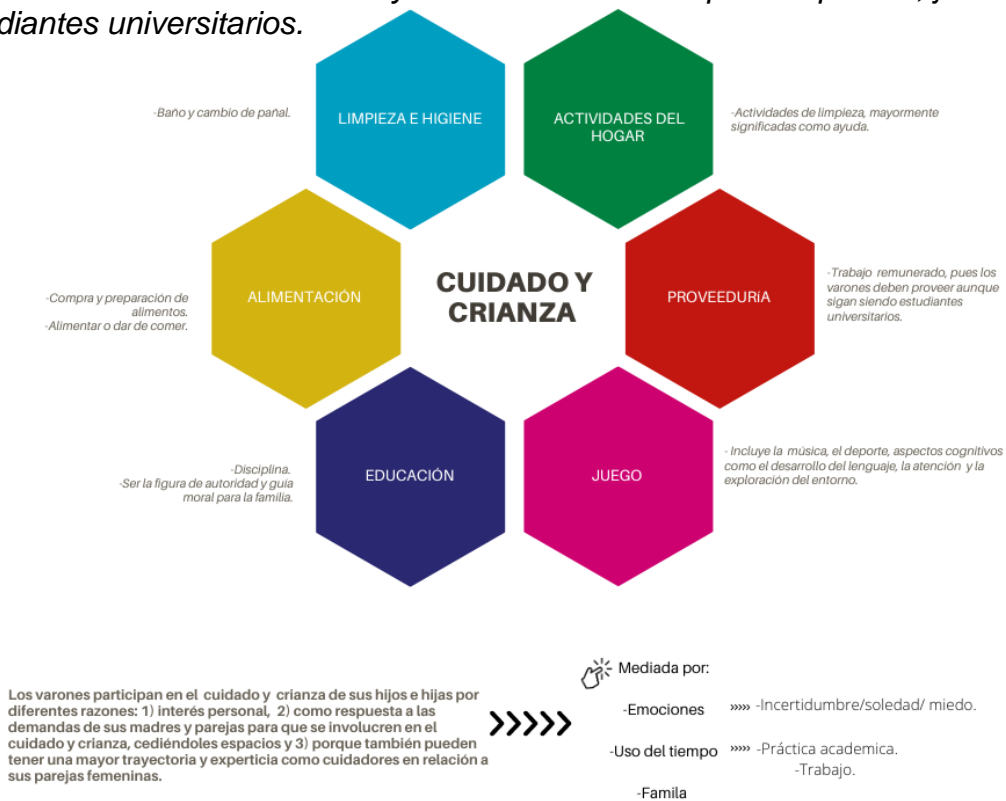 diantes universitarios.
-Baño y cambio de pañal.
LIMPIEZA E HIGIENE
ACTIVIDADES DEL
HOGAR
-Actividades de limpieza, mayormente
significadas como ayuda.
-Compra y preparación de
alimentos.
-Alimentar o dar de comer.
ALIMENTACIÓN
CUIDADO Y
CRIANZA
PROVEEDURíA
-Trabajo remunerado, pues los
varones deben proveer aunque
sigan siendo estudiantes
universitarios.
-Disciplina.
-Ser la figura de autoridad y guía
moral para la familia.
EDUCACIÓN
JUEGO
- Incluye la música, el deporte, aspectos cognitivos
como el desarrollo del lenguaje, la atención y la
exploración del entorno.
Los varones participan en el cuidado y crianza de sus hijos e hijas por
diferentes razones: 1) interés personal, 2) como respuesta a las
demandas de sus madres y parejas para que se involucren en el
cuidado y crianza, cediéndoles espacios y 3) porque también pueden
tener una mayor trayectoria y experticia como cuidadores en relación a
sus parejas femeninas.
Mediada por:
-Emociones »»» -Incertidumbre/soledad/ miedo.
-Uso del tiempo »»» -Práctica academica.
-Trabajo.
-Famila